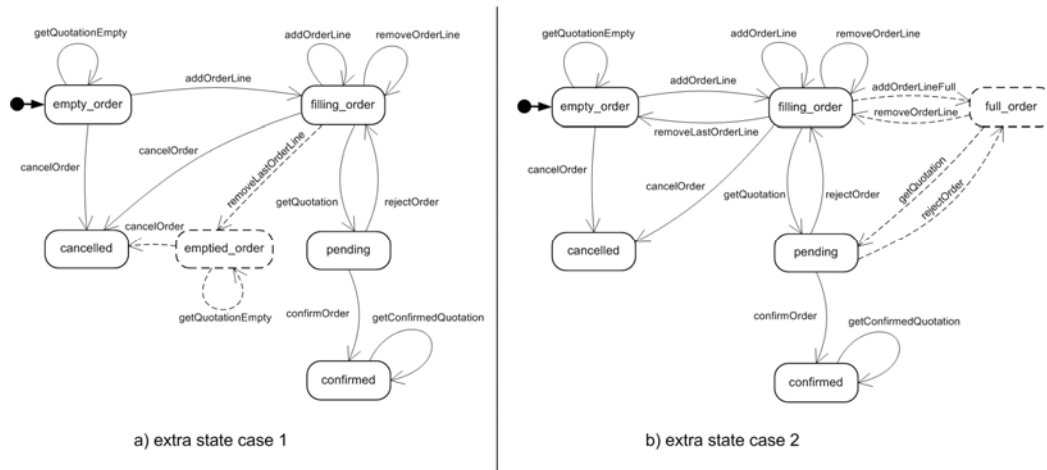 getQuotationEmpty
addOrderLine
removeOrderLine
addOrderLine
empty_order
filling_order
cancelOrder
cancelOrder
removeLastOrderLine
getQuotation
rejectOrder
cancelOrder
cancelled
emptied_order
pending
getQuotationEmpty
confirmOrder
getConfirmedQuotation
confirmed
a) extra state case 1
getQuotationEmpty
addOrderLine
removeOrderLine
addOrderLine
addOrderLineFull
empty_order
filling_order
full_order
removeOrderLine
removeLastOrderLine
cancelOrder
cancelOrder
getQuotation
rejectOrder
getQuotation
rejectOrder
cancelled
pending
confirmOrder
getConfirmedQuotation
confirmed
b) extra state case 2